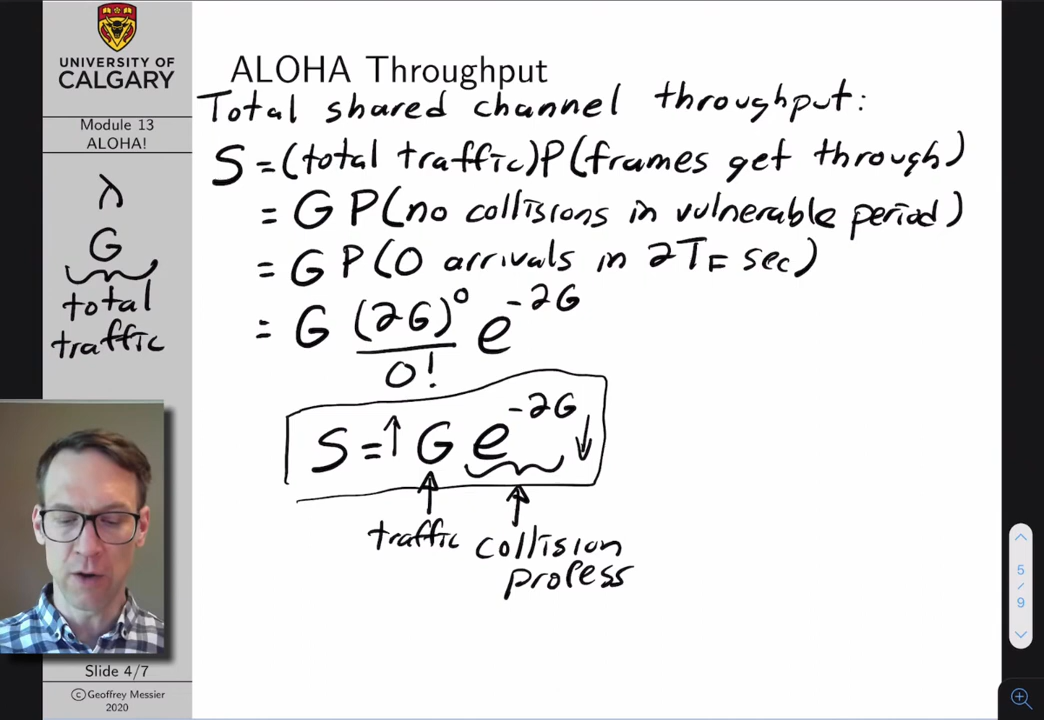 UNIVERSITY OF
CALGARY
Module 13
ALOHA!
λ
G
total
traffic
ALOHA Throughput
Total shared channel throughput:
S = (total traffic) P(frames get through)
= G P(no collisions in vulnerable period)
= G P(0 arrivals in 2T_F sec)
= G (2G)^0 / 0! e^-2G
S = ↑ G e^-2G ↓
traffic collision
process
Slide 4/7
© Geoffrey Messier
2020
5
9